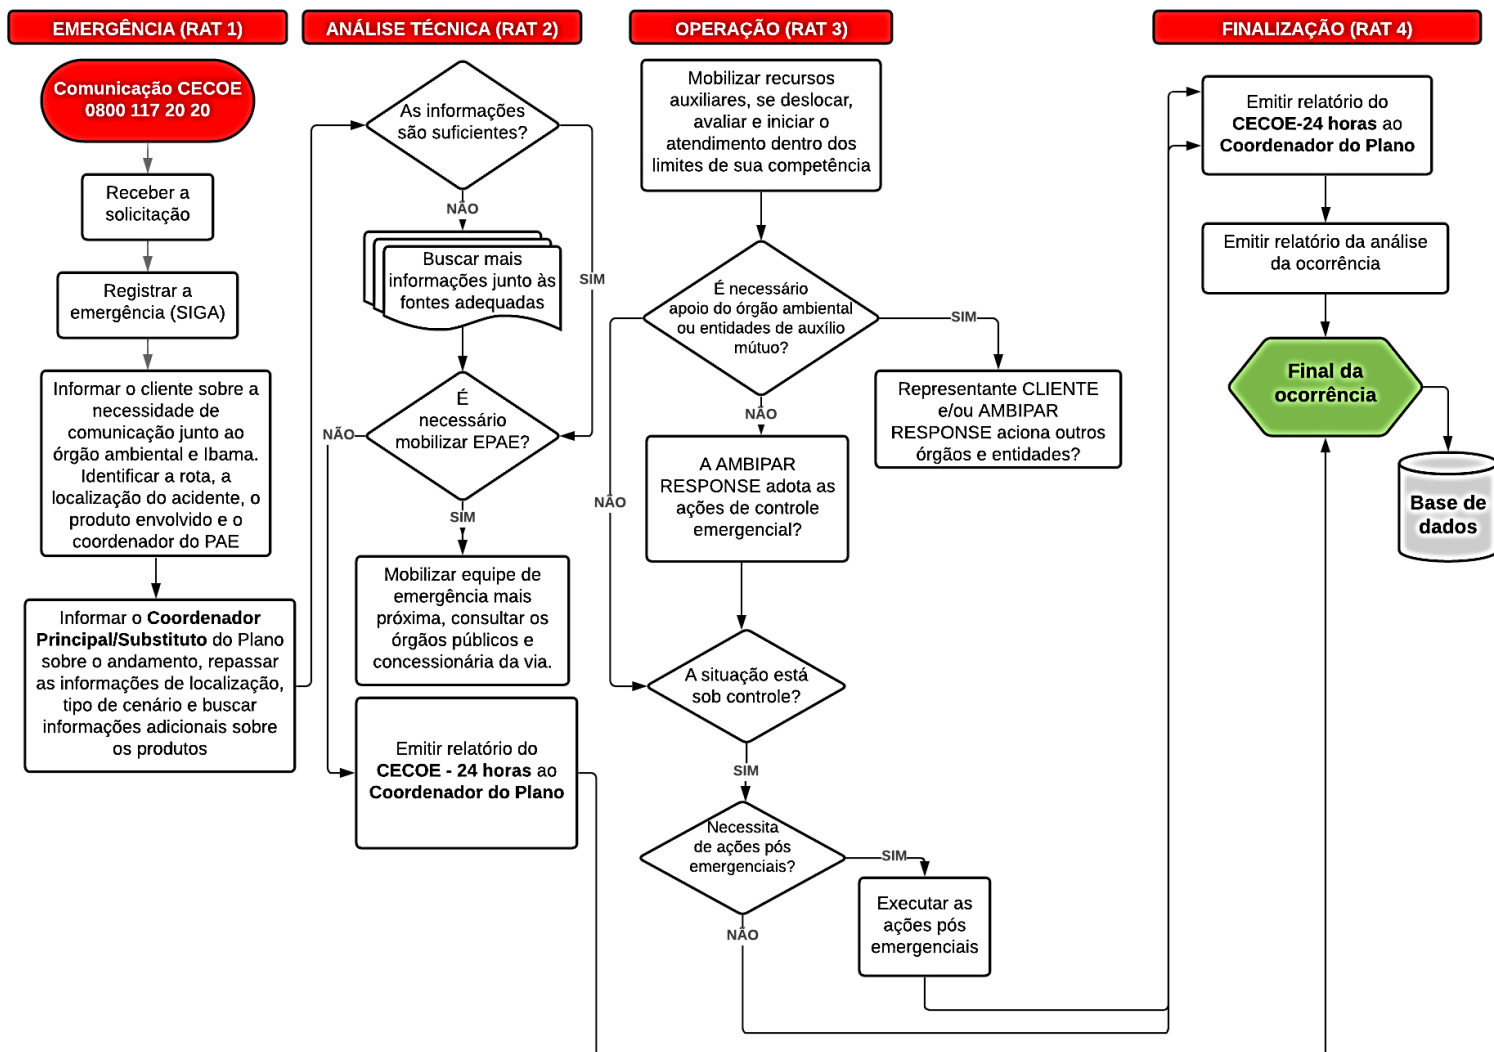 EMERGÊNCIA (RAT 1)
Comunicação CECOE
0800 117 20 20
Receber a
solicitação
Registrar a
emergência (SIGA)
Informar o cliente sobre a
necessidade de
comunicação junto ao
órgão ambiental e Ibama.
Identificar a rota, a
localização do acidente, o
produto envolvido e o
coordenador do PAE
Informar o Coordenador
Principal/Substituto do Plano
sobre o andamento, repassar
as informações de localização,
tipo de cenário e buscar
informações adicionais sobre
os produtos
ANÁLISE TÉCNICA (RAT 2)
As informações
são suficientes?
NÃO
SIM
Buscar mais
informações junto às
fontes adequadas
É
necessário
mobilizar EPAE?
NÃO
SIM
Mobilizar equipe de
emergência mais
próxima, consultar os
órgãos públicos e
concessionária da via.
Emitir relatório do
CECOE - 24 horas ao
Coordenador do Plano
OPERAÇÃO (RAT 3)
Mobilizar recursos
auxiliares, se deslocar,
avaliar e iniciar o
atendimento dentro dos
limites de sua competência
É necessário
apoio do órgão ambiental
ou entidades de auxílio
mútuo?
SIM
Representante CLIENTE
e/ou AMBIPAR
RESPONSE aciona outros
órgãos e entidades?
NÃO
NÃO
A AMBIPAR
RESPONSE adota as
ações de controle
emergencial?
A situação está
sob controle?
SIM
Necessita
de ações pós
emergenciais?
SIM
Executar as
ações pós
emergenciais
NÃO
FINALIZAÇÃO (RAT 4)
Emitir relatório do
CECOE-24 horas ao
Coordenador do Plano
Emitir relatório da análise
da ocorrência
Final da
ocorrência
Base de
dados